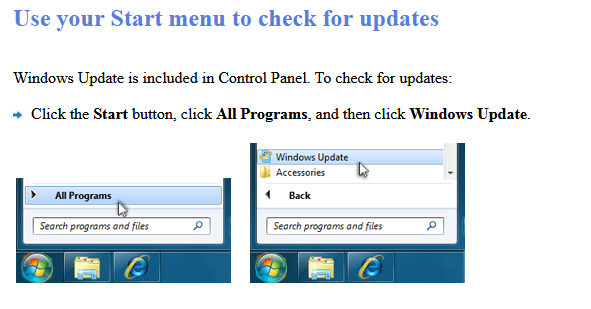 Use your Start menu to check for updates
Windows Update is included in Control Panel. To check for updates:
Click the Start button, click All Programs, and then click Windows Update.
All Programs
Search programs and files
Windows Update
Accessories
Back
Search programs and files